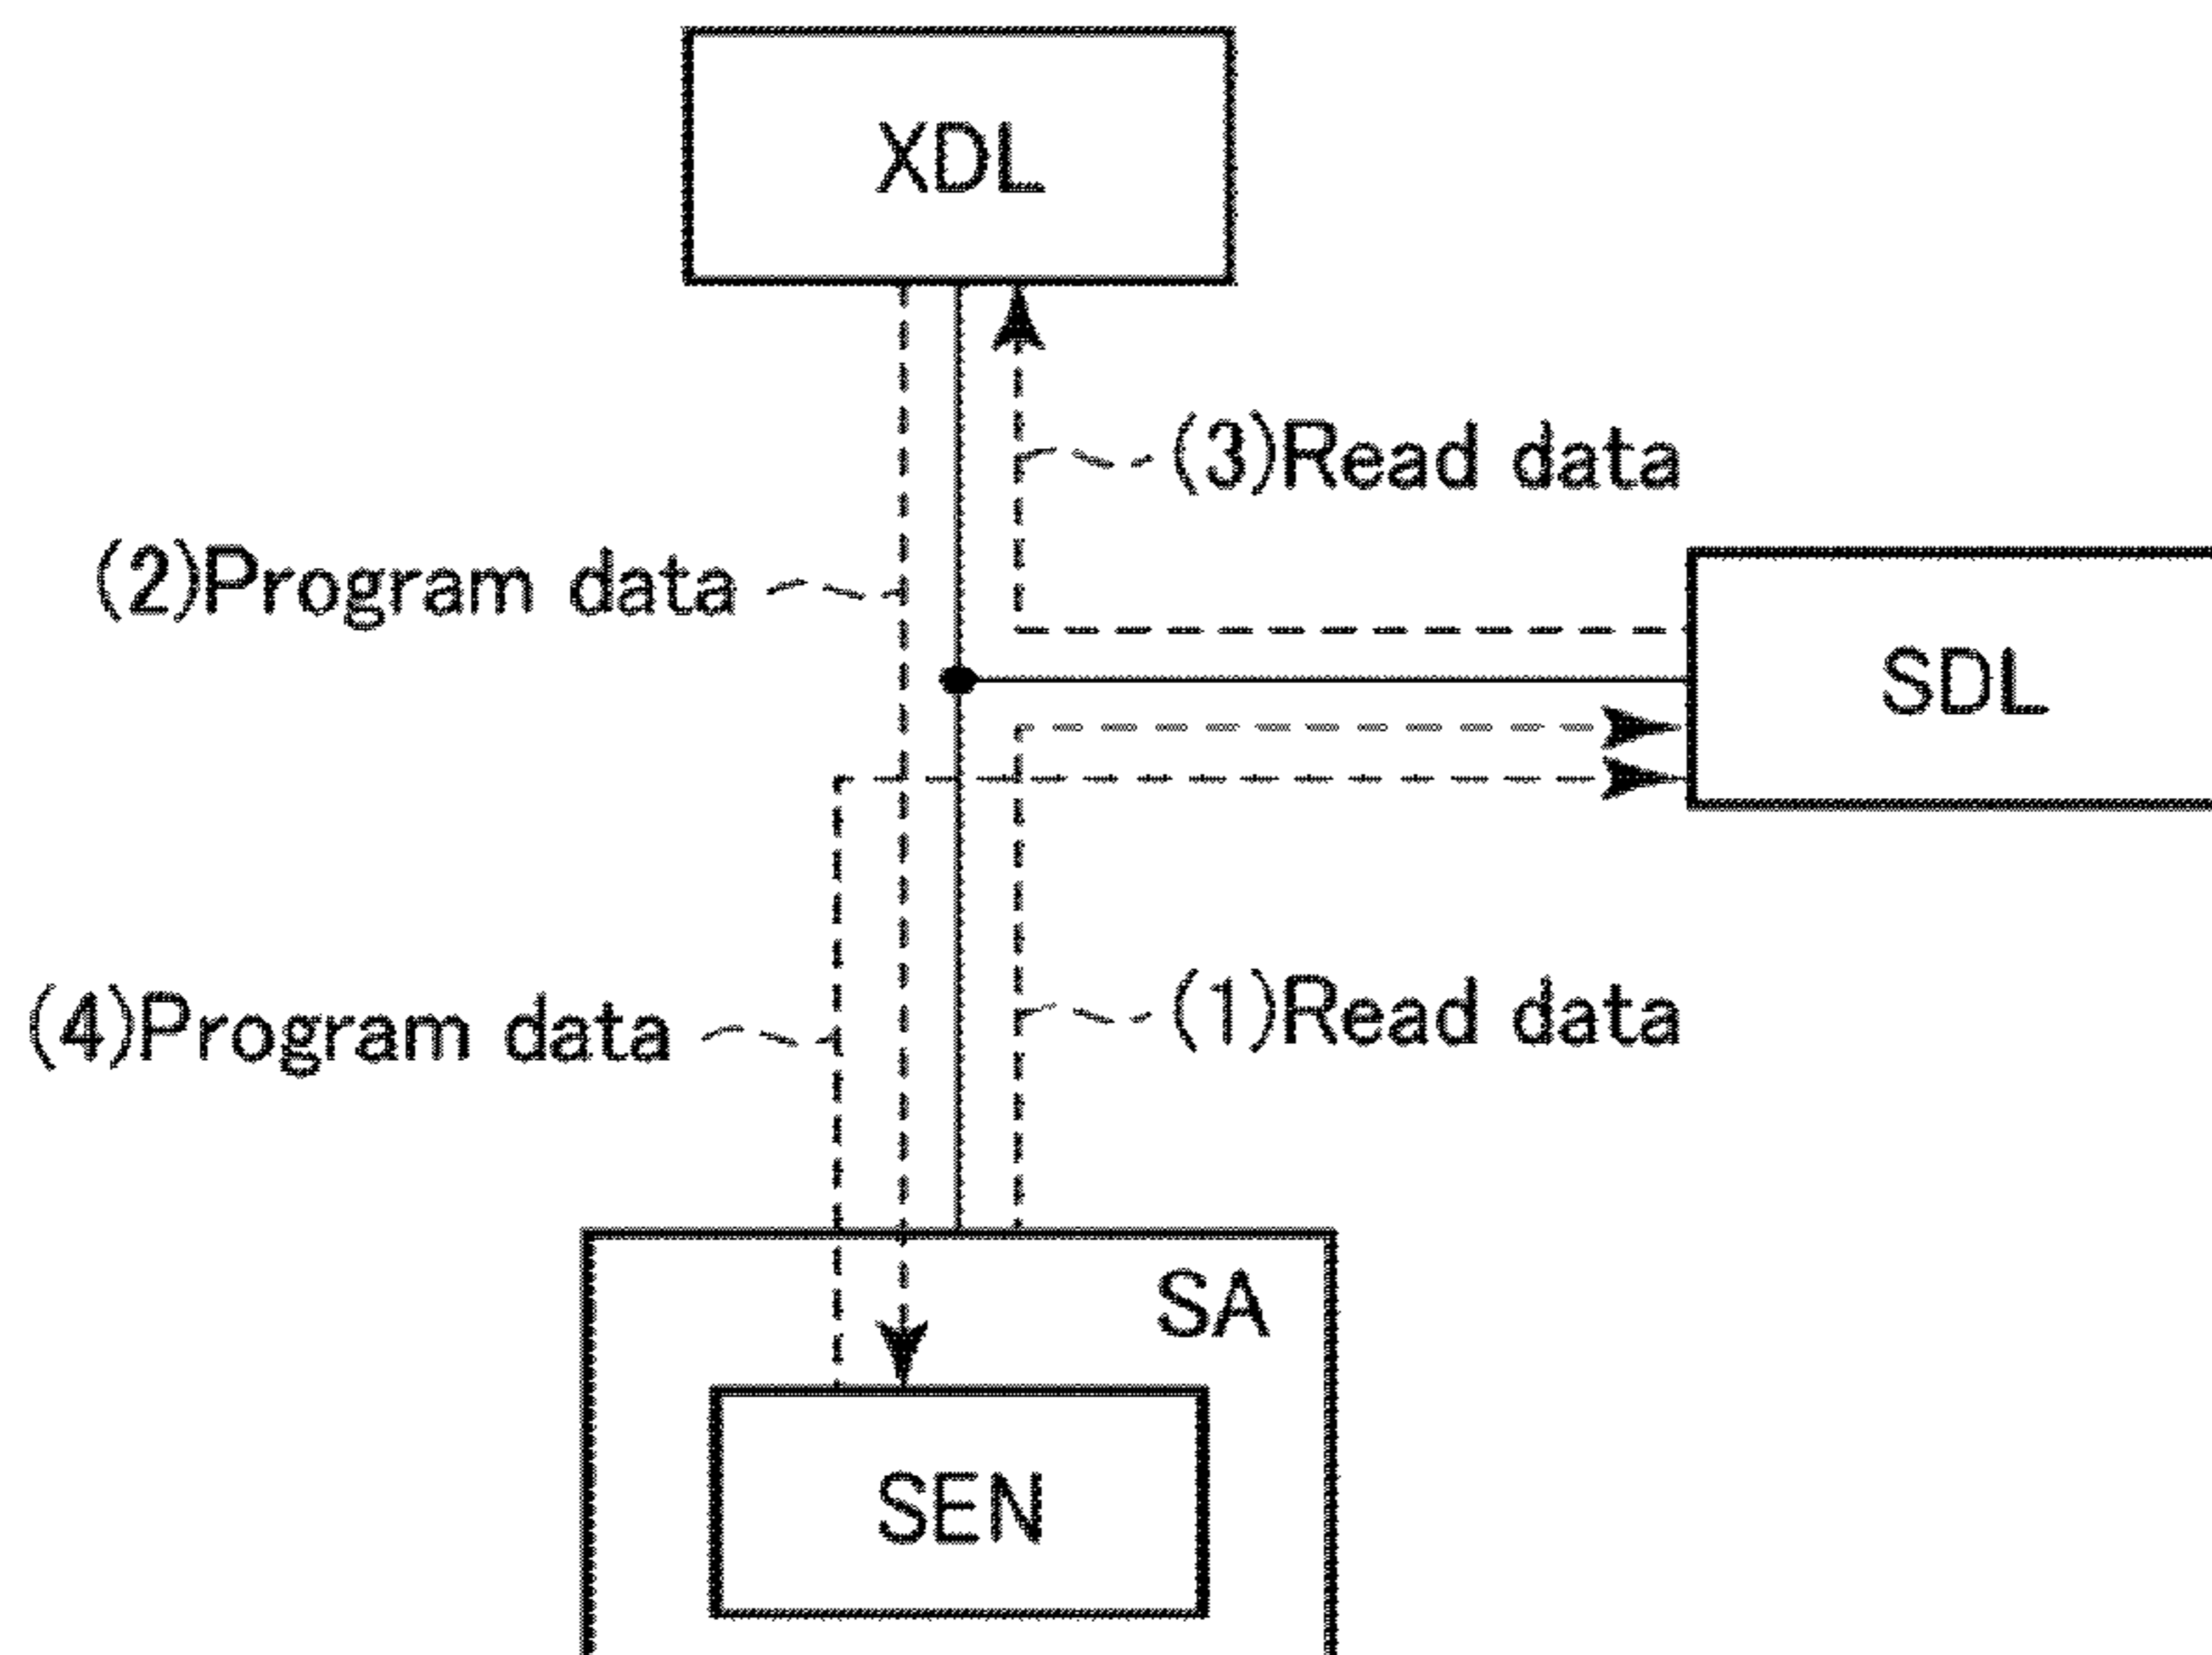 XDL
(3)Read data
(2)Program data
SDL
(4)Program data
(1)Read data
SA
SEN